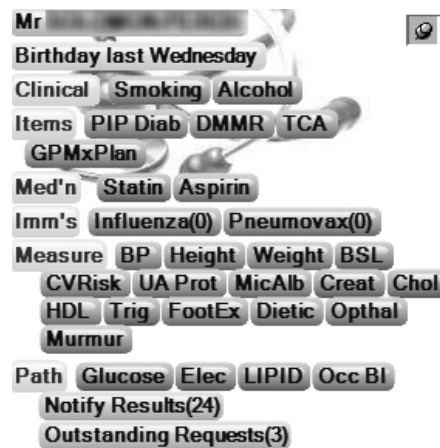 Mr
Birthday last Wednesday
Clinical Smoking Alcohol
Items PIP Diab DMMR TCA
GPMxPlan
Med'n Statin Aspirin
Imm's Influenza(0) Pneumovax(0)
Measure BP Height Weight BSL
CVRisk UA Prot MicAlb Creat Chol
HDL Trig FootEx Dietic Opthal
Murmur
Path Glucose Elec LIPID Occ Bl
Notify Results(24)
Outstanding Requests(3)